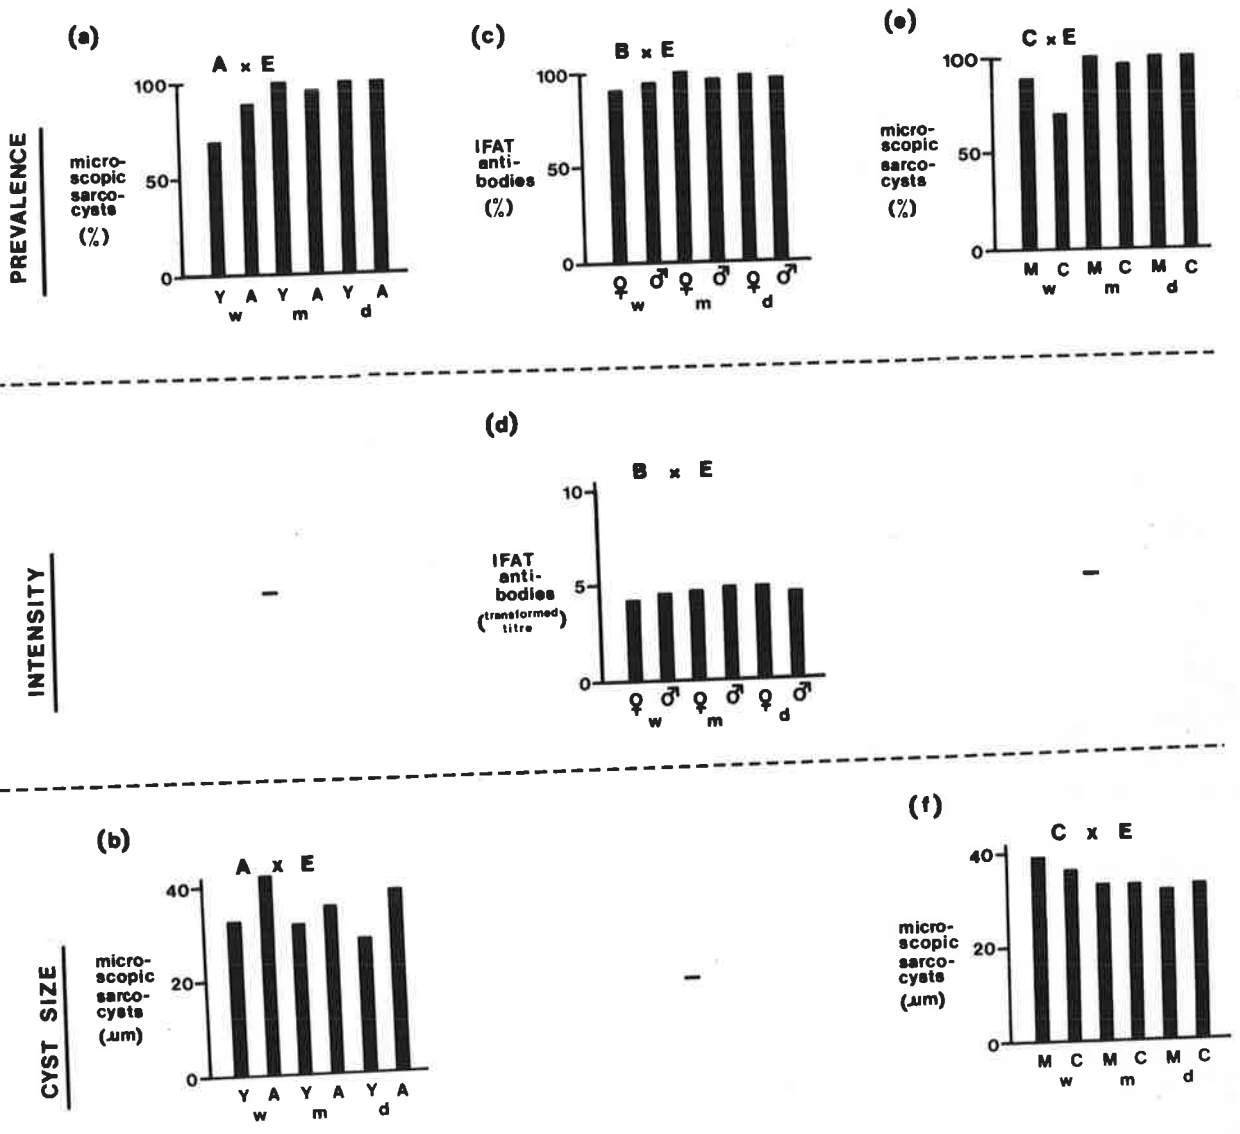 (a)
A x E
PREVALENCE
micro-
scopic
sarco-
cysts
(%)
100
50
0
Y A Y A Y A
w m d
(c)
B x E
IFAT
anti-
bodies
(%)
100
50
0
♀ ♂ ♀ ♂ ♀ ♂
w m d
(e)
C x E
micro-
scopic
sarco-
cysts
(%)
100
50
0
M C M C M C
w m d
INTENSITY
–
(d)
B x E
IFAT
anti-
bodies
(transformed
titre)
10
5
0
♀ ♂ ♀ ♂ ♀ ♂
w m d
–
CYST SIZE
(b)
A x E
micro-
scopic
sarco-
cysts
(µm)
40
20
0
Y A Y A Y A
w m d
–
(f)
C x E
micro-
scopic
sarco-
cysts
(µm)
40
20
0
M C M C M C
w m d